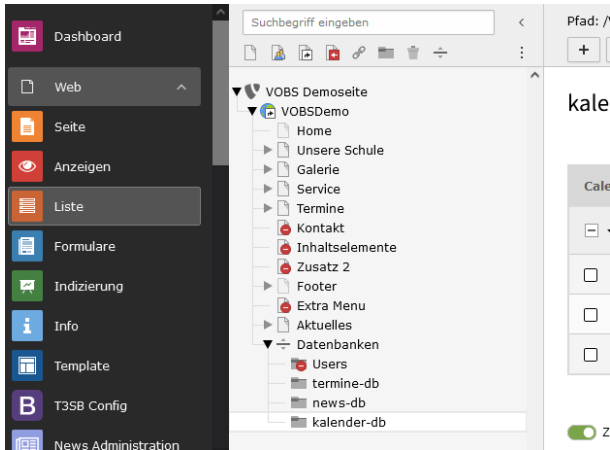 Dashboard
Web
Seite
Anzeigen
Liste
Formulare
Indizierung
Info
Template
B T3SB Config
News Administration
Suchbegriff eingeben
VOBS Demoseite
VOBSDemo
Home
Unsere Schule
Galerie
Service
Termine
Kontakt
Inhaltselemente
Zusatz 2
Footer
Extra Menu
Aktuelles
Datenbanken
Users
termine-db
news-db
kalender-db
Pfad: /
kale
Cale
Z